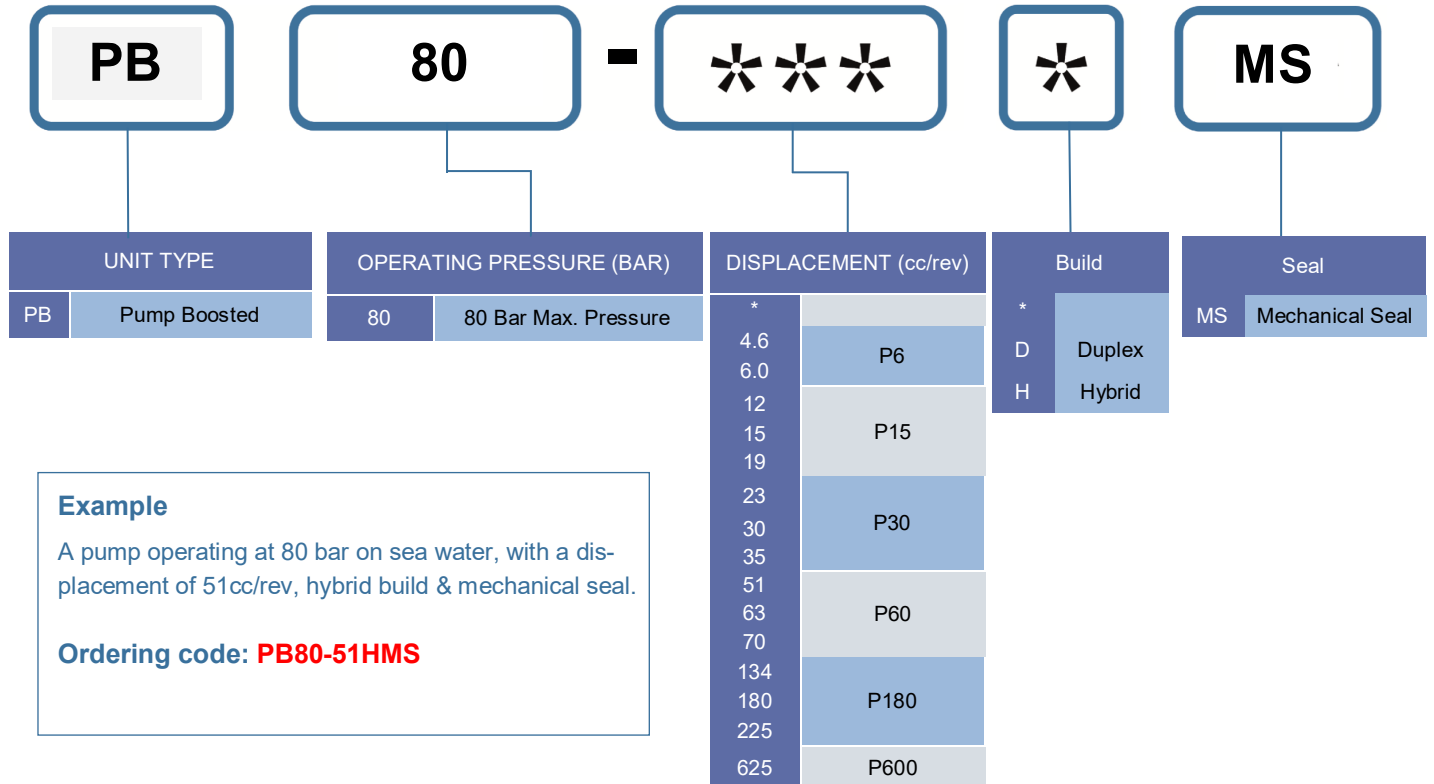 PB 80 - *** * MS
UNIT TYPE
PB Pump Boosted
OPERATING PRESSURE (BAR)
80 80 Bar Max. Pressure
DISPLACEMENT (cc/rev)
*
4.6
P6
6.0
12
15 P15
19
23
30 P30
35
51
63 P60
70
134
180 P180
225
625 P600
Build
*
D Duplex
H Hybrid
Seal
MS Mechanical Seal
Example
A pump operating at 80 bar on sea water, with a dis-
placement of 51cc/rev, hybrid build & mechanical seal.
Ordering code: PB80-51HMS